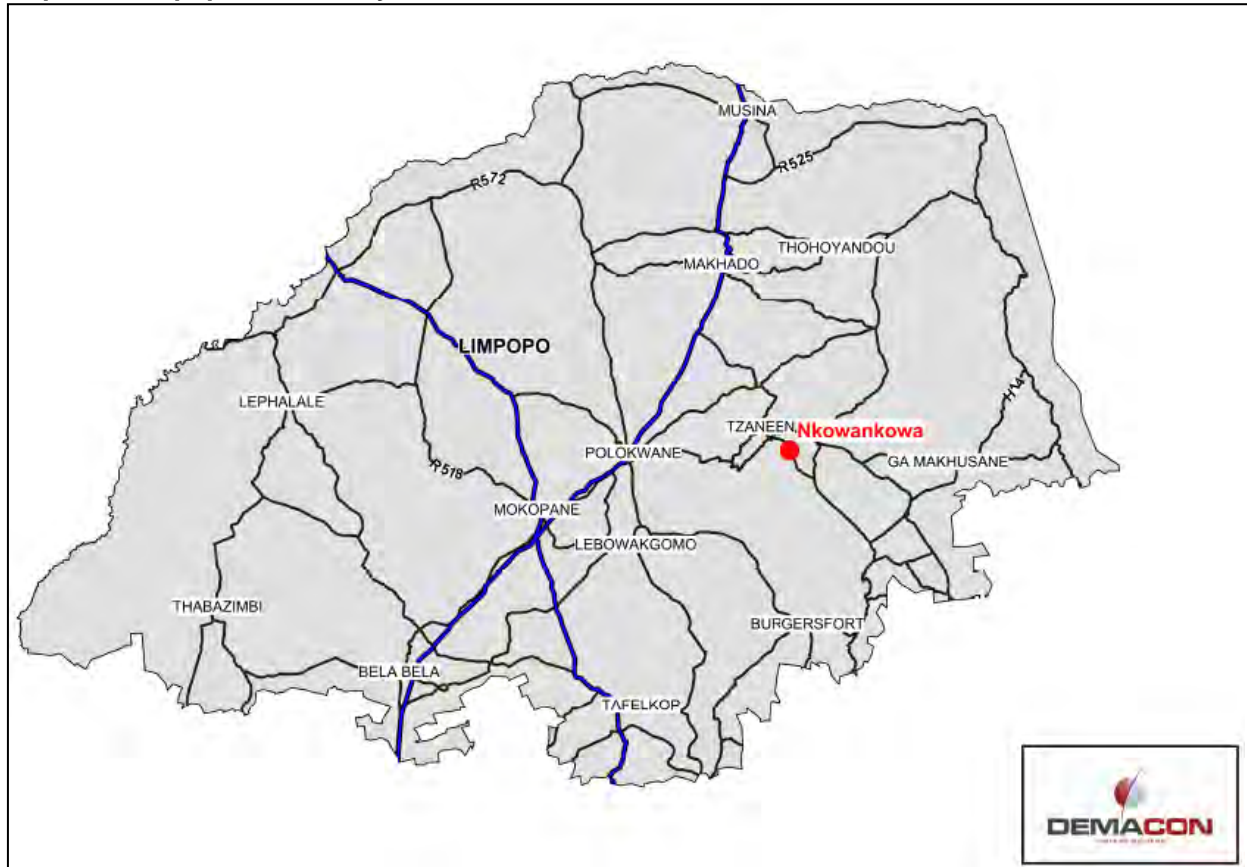 MUSINA
R525
R572
THOHOYANDOU
MAKHADO
LIMPOPO
LEPHALALE
TZANEEN
Nkowankowa
POLOKWANE
GA MAKHUSANE
R518
MOKOPANE
LEBOWAKGOMO
THABAZIMBI
BURGERSFORT
BELA BELA
TAFELKOP
DEMACON